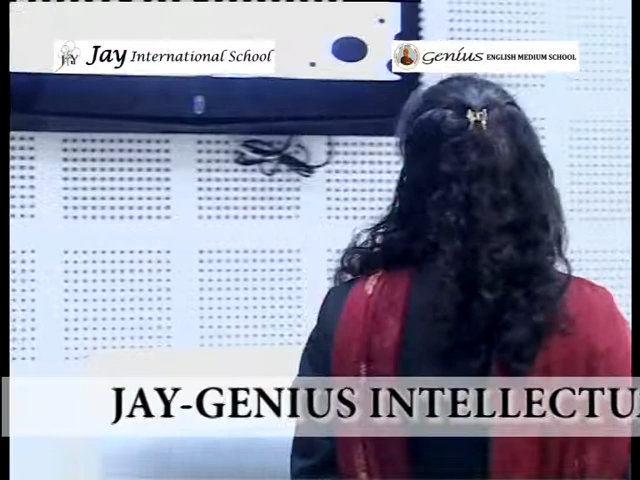 Jay International School
Genius ENGLISH MEDIUM SCHOOL
JAY-GENIUS INTELLECTU